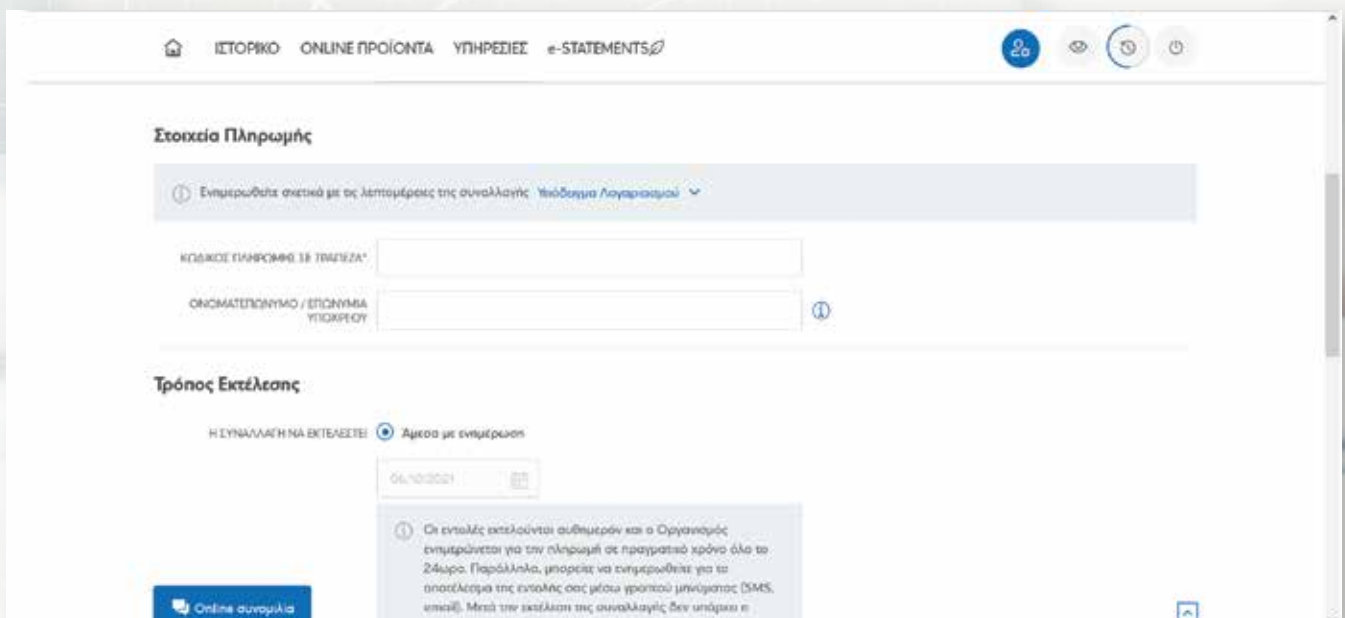 ΙΣΤΟΡΙΚΟ ONLINE ΠΡΟΪΟΝΤΑ ΥΠΗΡΕΣΙΕΣ e-STATEMENTS
Στοιχεία Πληρωμής
Ενημερωθείτε σχετικά με τις λεπτομέρειες της συναλλαγής Υπόδειγμα Λογαριασμού
ΚΩΔΙΚΟΣ ΠΛΗΡΩΜΗΣ ΣΕ ΤΡΑΠΕΖΑ*
ΟΝΟΜΑΤΕΠΩΝΥΜΟ / ΕΠΩΝΥΜΙΑ
ΥΠΟΧΡΕΟΥ
Τρόπος Εκτέλεσης
Η ΣΥΝΑΛΛΑΓΗ ΝΑ ΕΚΤΕΛΕΣΤΕΙ Άμεσα με ενημέρωση
06/10/2021
Οι εντολές εκτελούνται αυθημερόν και ο Οργανισμός
ενημερώνεται για την πληρωμή σε πραγματικό χρόνο όλο το
24ωρο. Παράλληλα, μπορείτε να ενημερωθείτε για το
αποτέλεσμα της εντολής σας μέσω γραπτού μηνύματος (SMS,
email). Μετά την εκτέλεση της συναλλαγής δεν υπάρχει η
Online συνομιλία